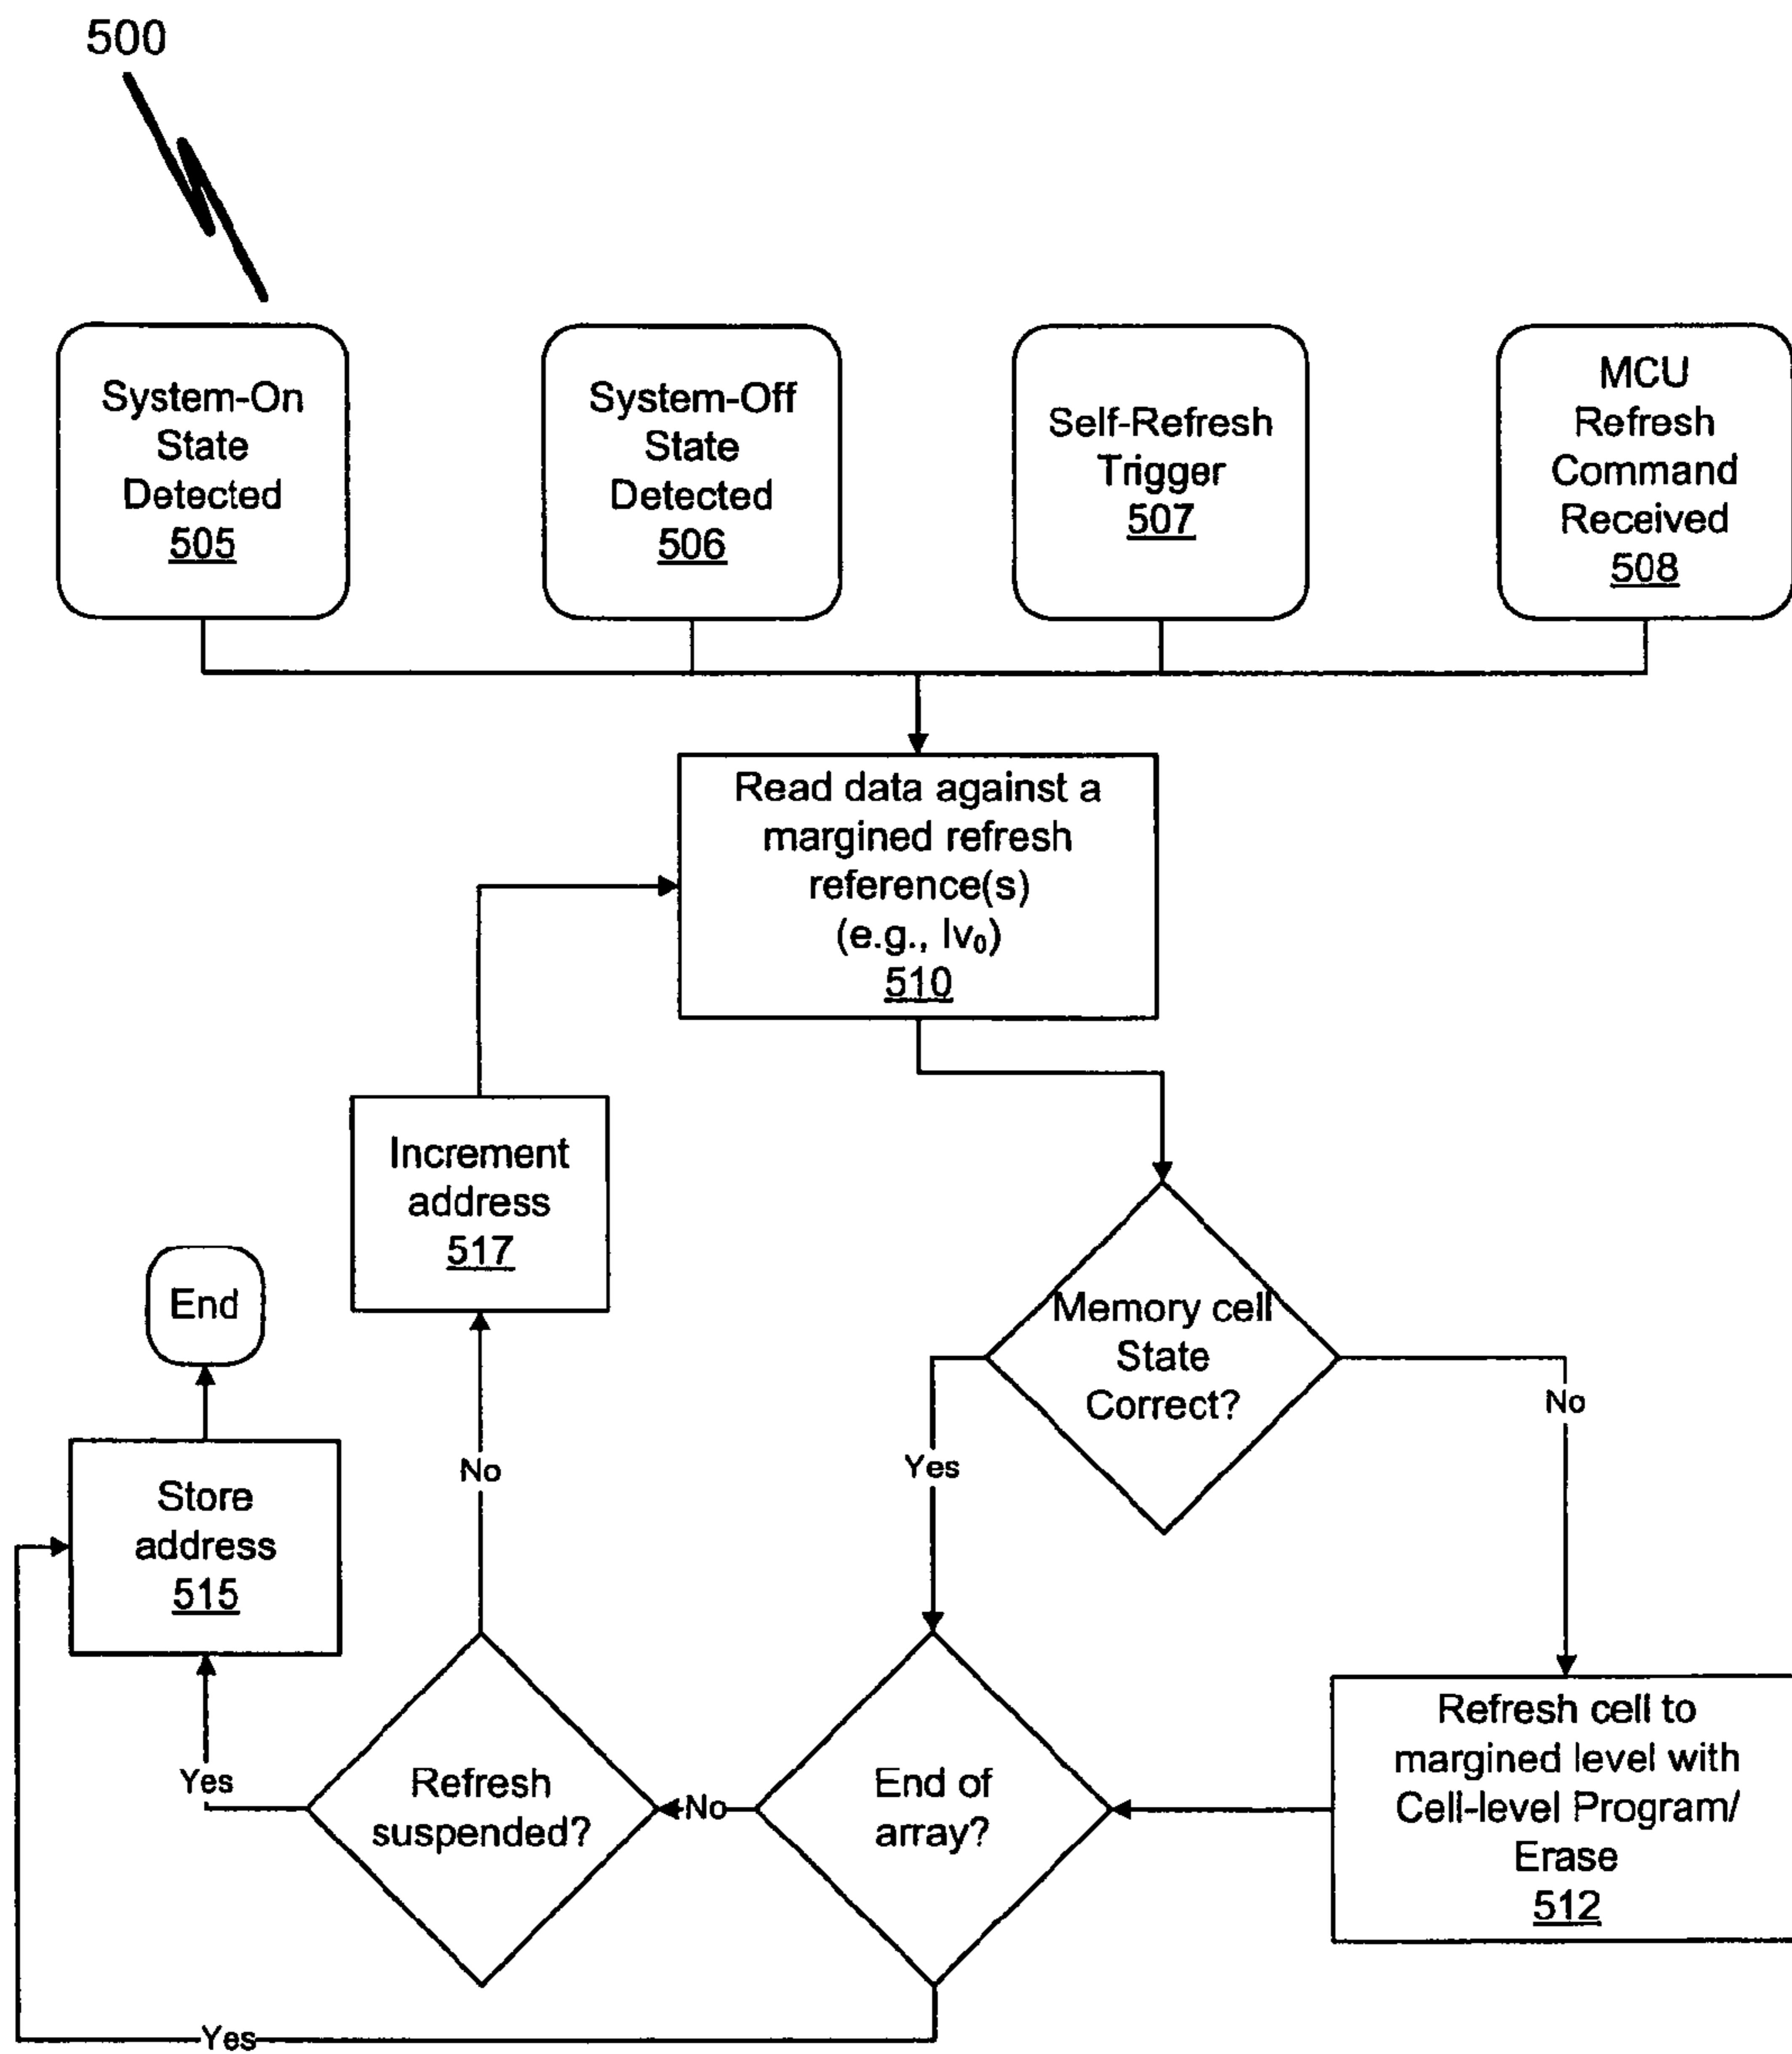 500
System-On
State
Detected
505
System-Off
State
Detected
506
Self-Refresh
Trigger
507
MCU
Refresh
Command
Received
508
Read data against a
margined refresh
reference(s)
(e.g., Iv₀)
510
Increment
address
517
End
Memory cell
State
Correct?
No
Yes
No
Store
address
515
Yes
Refresh
suspended?
No
End of
array?
Refresh cell to
margined level with
Cell-level Program/
Erase
512
Yes